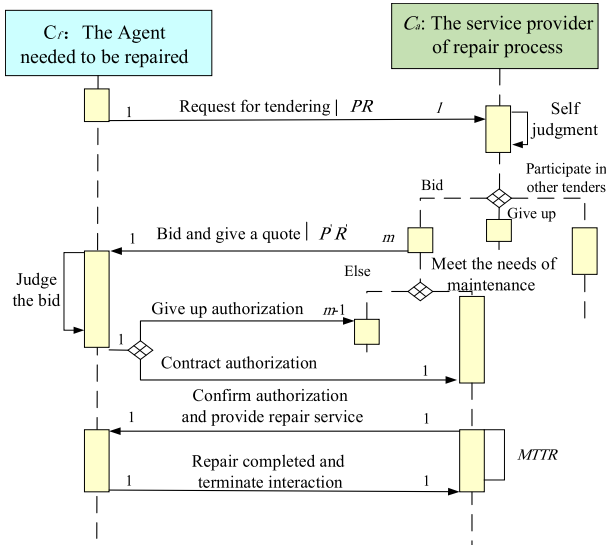 Cf: The Agent
needed to be repaired
Ca: The service provider
of repair process
Request for tendering | PR
1
l
Self
judgment
Participate in
other tenders
Bid
Give up
Bid and give a quote | P'R'
1
m
Judge
the bid
Else
Meet the needs of
maintenance
Give up authorization
m-1
1
Contract authorization
1
Confirm authorization
and provide repair service
1
1
MTTR
Repair completed and
terminate interaction
1
1